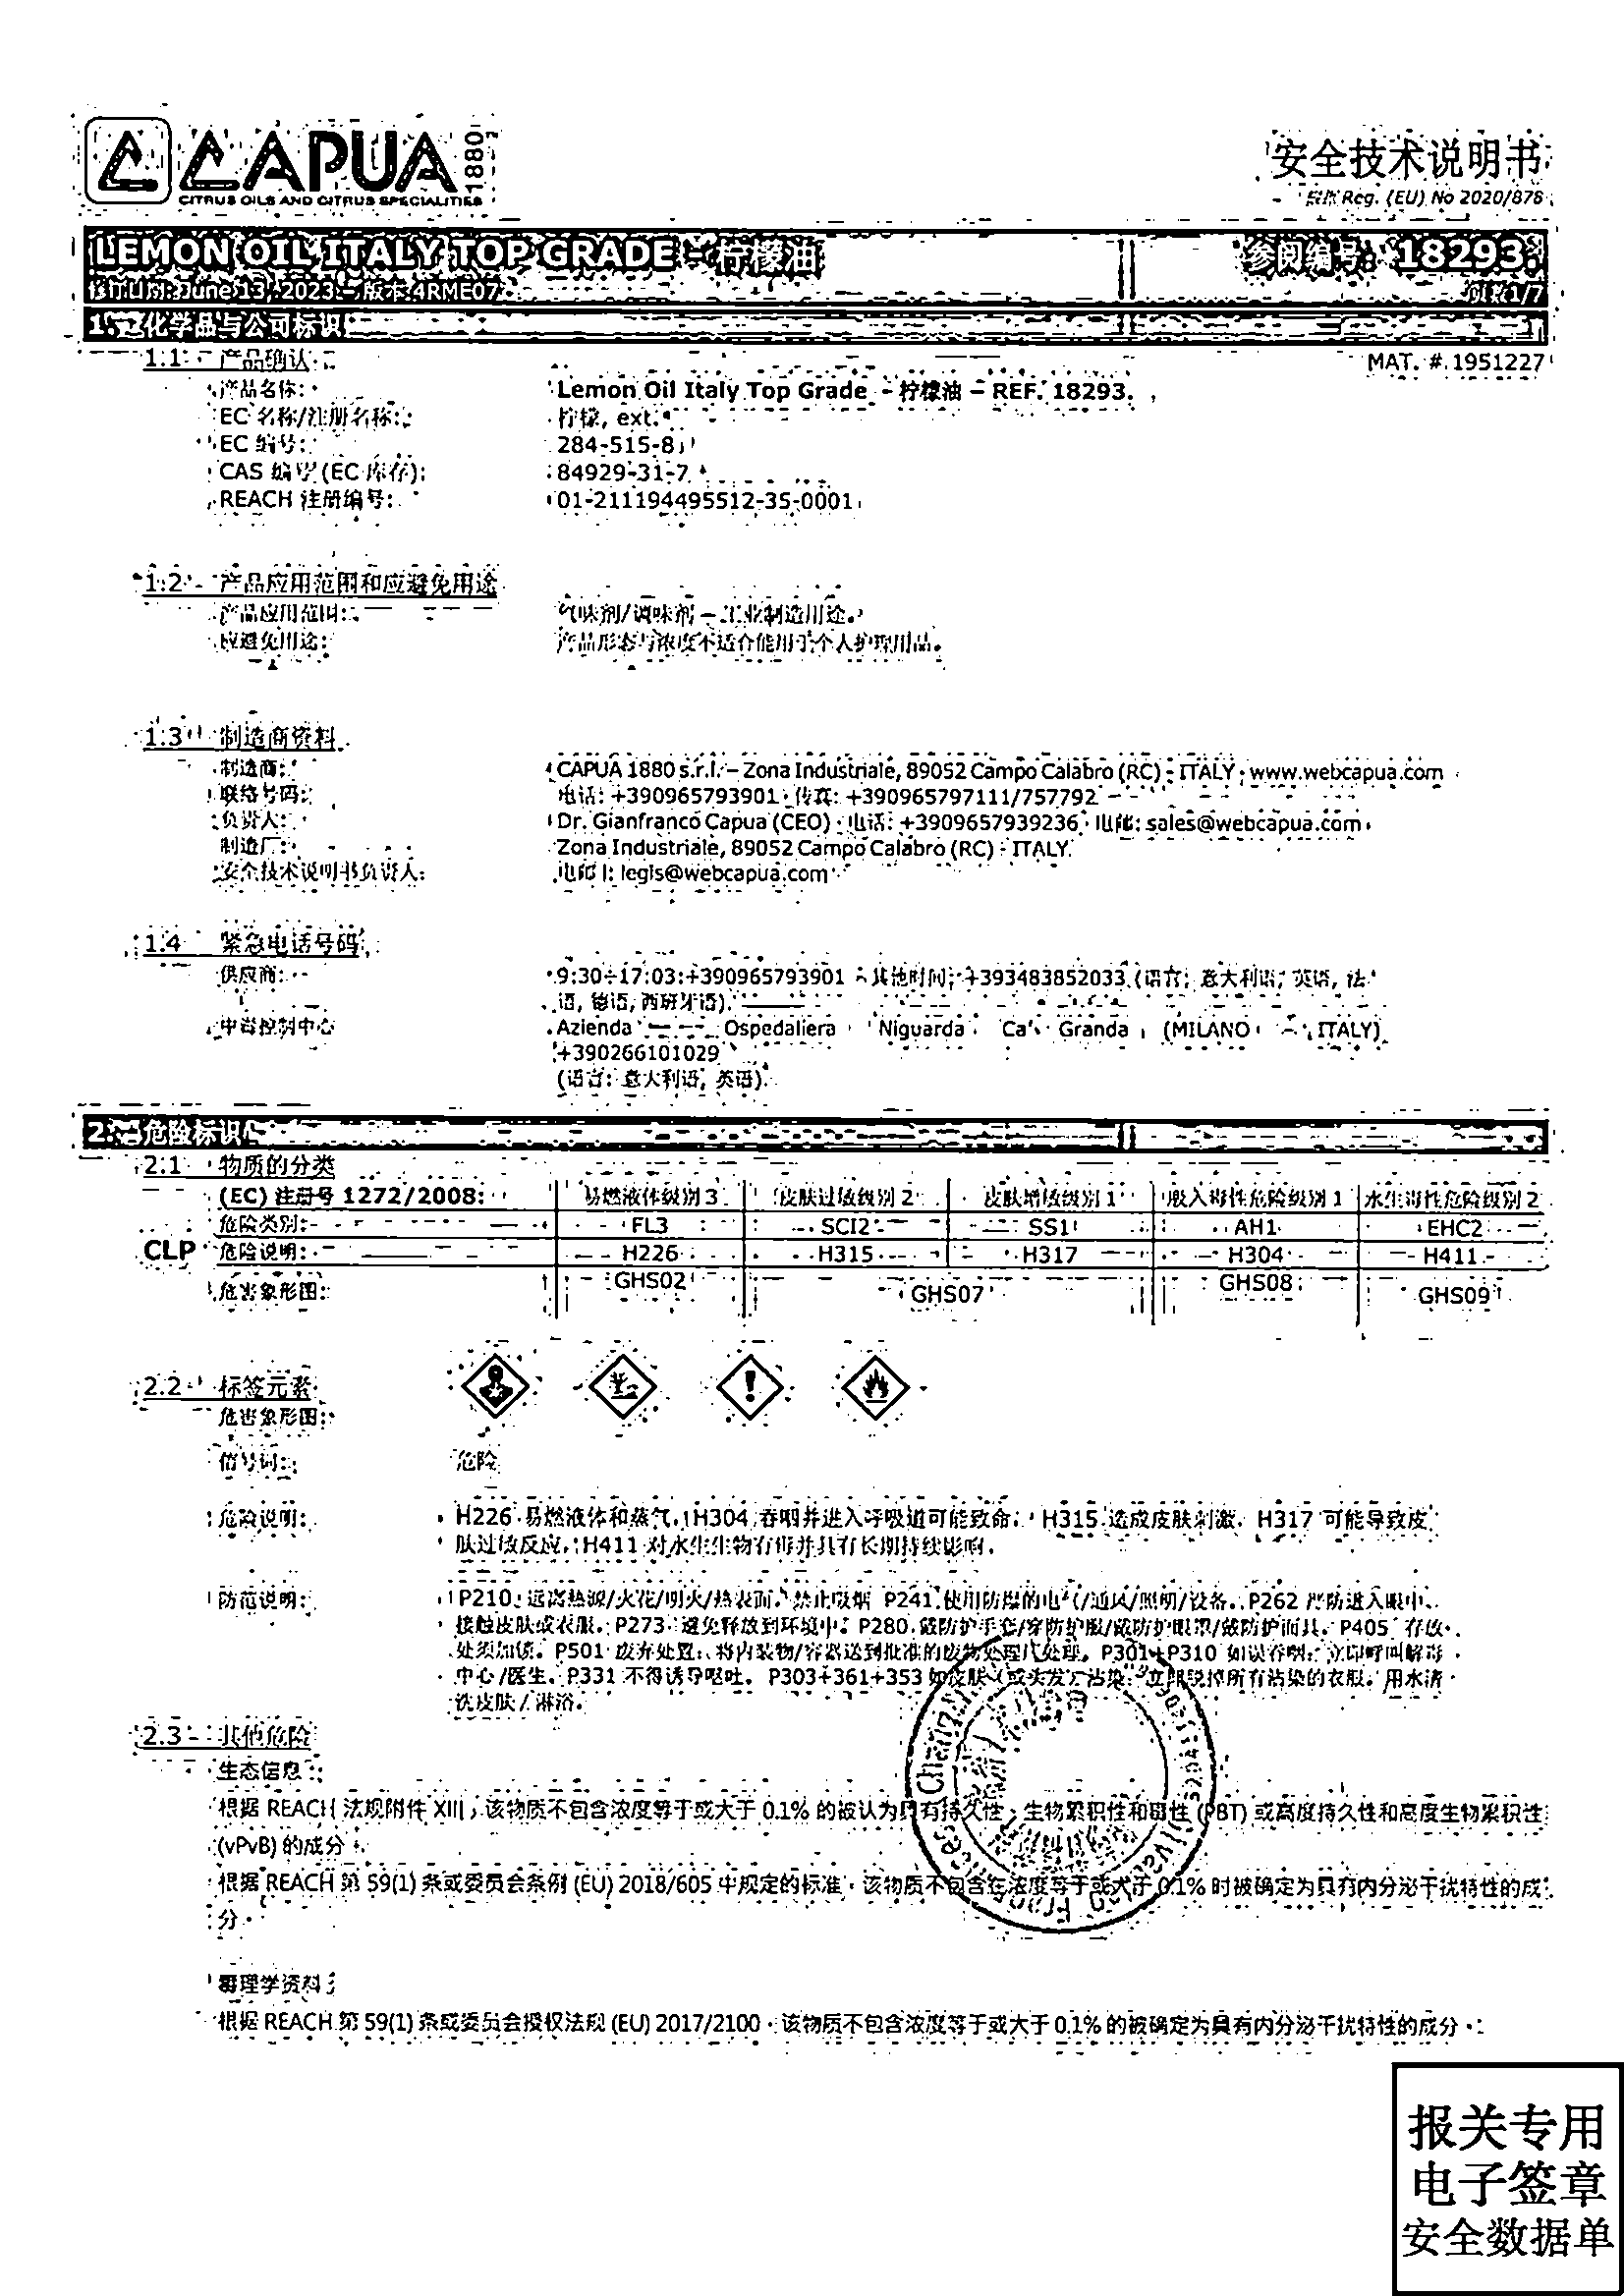 CAPUA 1880
CITRUS OILS AND CITRUS SPECIALITIES
安全技术说明书
Reg. (EU) No 2020/878
LEMON OIL ITALY TOP GRADE - 柠檬油 参阅编号: 18293.
修订日期: June 13, 2023 - 版本 4RME07 页数1/7
1. 化学品与公司标识
1.1 - 产品确认 MAT. # 1951227
产品名称: Lemon Oil Italy Top Grade - 柠檬油 – REF. 18293.
EC 名称/注册名称: 柠檬, ext.
EC 编号: 284-515-8
CAS 编号 (EC 库存): 84929-31-7
REACH 注册编号: 01-211194495512-35-0001
1.2 - 产品应用范围和应避免用途
产品应用范围: 气味剂/调味剂 – 工业制造用途.
应避免用途: 产品形态与浓度不适合能用于个人护理用品.
1.3 制造商资料
制造商: CAPUA 1880 s.r.l. – Zona Industriale, 89052 Campo Calabro (RC) - ITALY - www.webcapua.com
联络号码: 电话: +390965793901 - 传真: +390965797111/757792
负责人: Dr. Gianfranco Capua (CEO) - 电话: +3909657939236 - 电邮: sales@webcapua.com
制造厂: Zona Industriale, 89052 Campo Calabro (RC) - ITALY
安全技术说明书负责人: 电邮: legis@webcapua.com
1.4 紧急电话号码
供应商: 9:30÷17:03:+390965793901 - 其他时间: +393483852033 (语言: 意大利语, 英语, 法
语, 德语, 西班牙语).
中毒控制中心 Azienda Ospedaliera Niguarda Ca' Granda (MILANO - ITALY)
+390266101029
(语言: 意大利语, 英语).
2. 危险标识
2.1 物质的分类
(EC) 注册号 1272/2008: 易燃液体级别 3 皮肤过敏级别 2 皮肤增敏级别 1 吸入毒性危险级别 1 水生毒性危险级别 2
危险类别: FL3 SCI2 SS1 AH1 EHC2
CLP 危险说明: H226 H315 H317 H304 H411
危害象形图: GHS02 GHS07 GHS08 GHS09
2.2 - 标签元素
危害象形图:
信号词: 危险
危险说明: H226 易燃液体和蒸气. H304 吞咽并进入呼吸道可能致命. H315 造成皮肤刺激. H317 可能导致皮
肤过敏反应. H411 对水生生物有毒并具有长期持续影响.
防范说明: P210 远离热源/火花/明火/热表面. 禁止吸烟 P241 使用防爆的电气/通风/照明/设备. P262 严防进入眼中、
接触皮肤或衣服. P273 避免释放到环境中. P280 戴防护手套/穿防护服/戴防护眼罩/戴防护面具. P405 存放
处须加锁. P501 废弃处置: 将内装物/容器送到批准的废物处理厂处理. P301+P310 如误吞咽: 立即呼叫解毒
中心/医生. P331 不得诱导呕吐. P303+361+353 如皮肤（或头发）沾染: 立即脱掉所有沾染的衣服. 用水清
洗皮肤/淋浴.
2.3 - 其他危险
生态信息 :
根据 REACH 法规附件 XIII，该物质不包含浓度等于或大于 0.1% 的被认为具有持久性，生物累积性和毒性 (PBT) 或高度持久性和高度生物累积性
(vPvB) 的成分.
根据 REACH 第 59(1) 条或委员会条例 (EU) 2018/605 中规定的标准，该物质不包含在浓度等于或大于 0.1% 时被确定为具有内分泌干扰特性的成
分.
毒理学资料 :
根据 REACH 第 59(1) 条或委员会授权法规 (EU) 2017/2100，该物质不包含浓度等于或大于 0.1% 的被确定为具有内分泌干扰特性的成分.
报关专用
电子签章
安全数据单